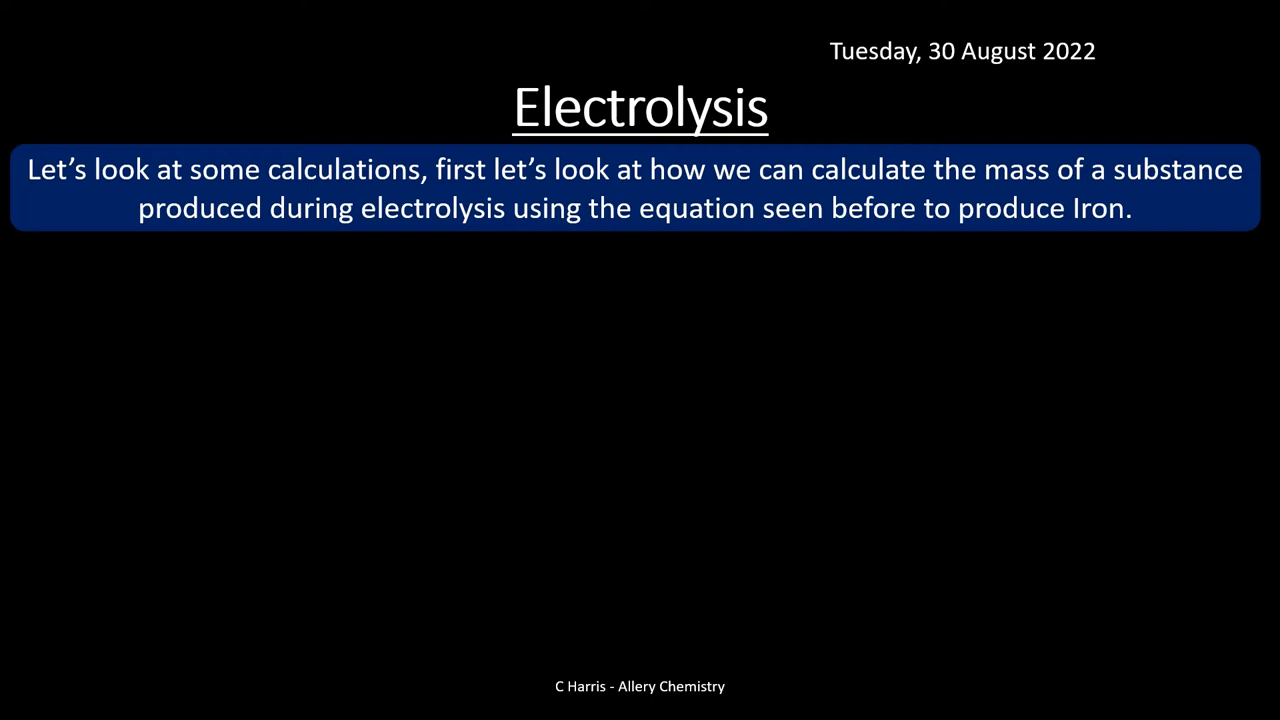 Tuesday, 30 August 2022
Electrolysis
Let’s look at some calculations, first let’s look at how we can calculate the mass of a substance
produced during electrolysis using the equation seen before to produce Iron.
C Harris - Allery Chemistry